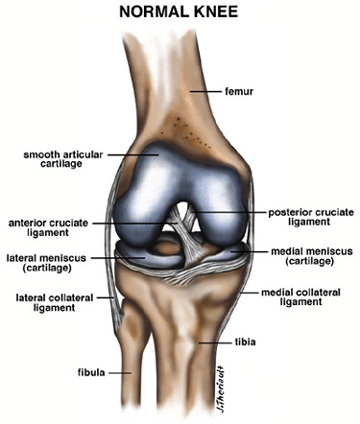 NORMAL KNEE
femur
smooth articular
cartilage
anterior cruciate
ligament
posterior cruciate
ligament
lateral meniscus
(cartilage)
medial meniscus
(cartilage)
lateral collateral
ligament
medial collateral
ligament
tibia
fibula
J.Theriault